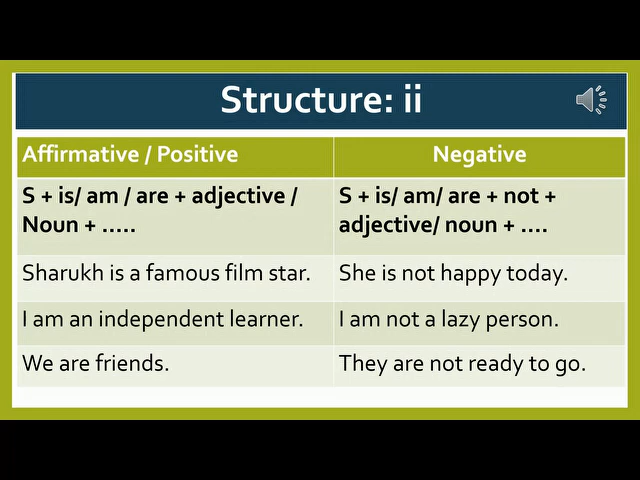 Structure: ii
Affirmative / Positive
Negative
S + is/ am / are + adjective /
Noun + .....
S + is/ am/ are + not +
adjective/ noun + ....
Sharukh is a famous film star.
She is not happy today.
I am an independent learner.
I am not a lazy person.
We are friends.
They are not ready to go.